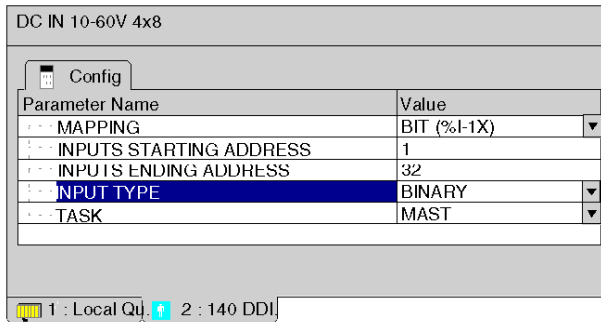 DC IN 10-60V 4x8
Config
Parameter Name Value
MAPPING BIT (%I-1X)
INPUTS STARTING ADDRESS 1
INPUTS ENDING ADDRESS 32
INPUT TYPE BINARY
TASK MAST
1 : Local Qu. 2 : 140 DDI.